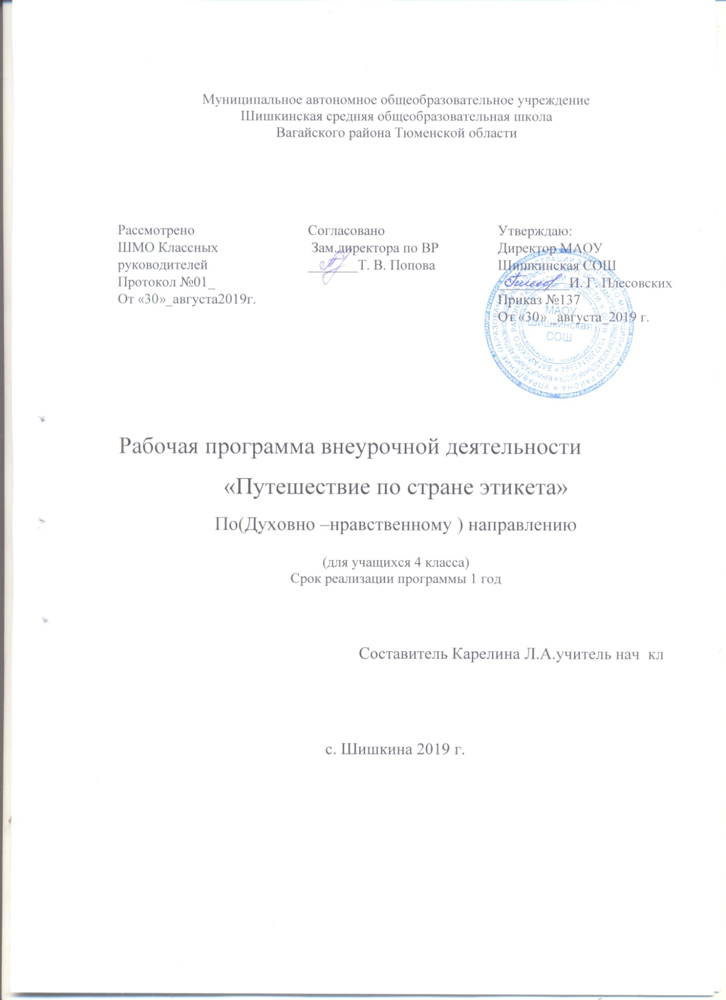 Муниципальное автономное общеобразовательное учреждение
Шишкинская средняя общеобразовательная школа
Вагайского района Тюменской области
Рассмотрено
ШМО Классных
руководителей
Протокол №01_
От «30»_августа2019г.
Согласовано
Зам.директора по ВР
_______Т. В. Попова
Утверждаю:
Директор МАОУ
Шишкинская СОШ
__________И. Г. Плесовских
Приказ №137
От «30»_ августа_2019 г.
МАОУ
Шишкинская
СОШ
Рабочая программа внеурочной деятельности
«Путешествие по стране этикета»
По(Духовно –нравственному ) направлению
(для учащихся 4 класса)
Срок реализации программы 1 год
Составитель Карелина Л.А.учитель нач кл
с. Шишкина 2019 г.